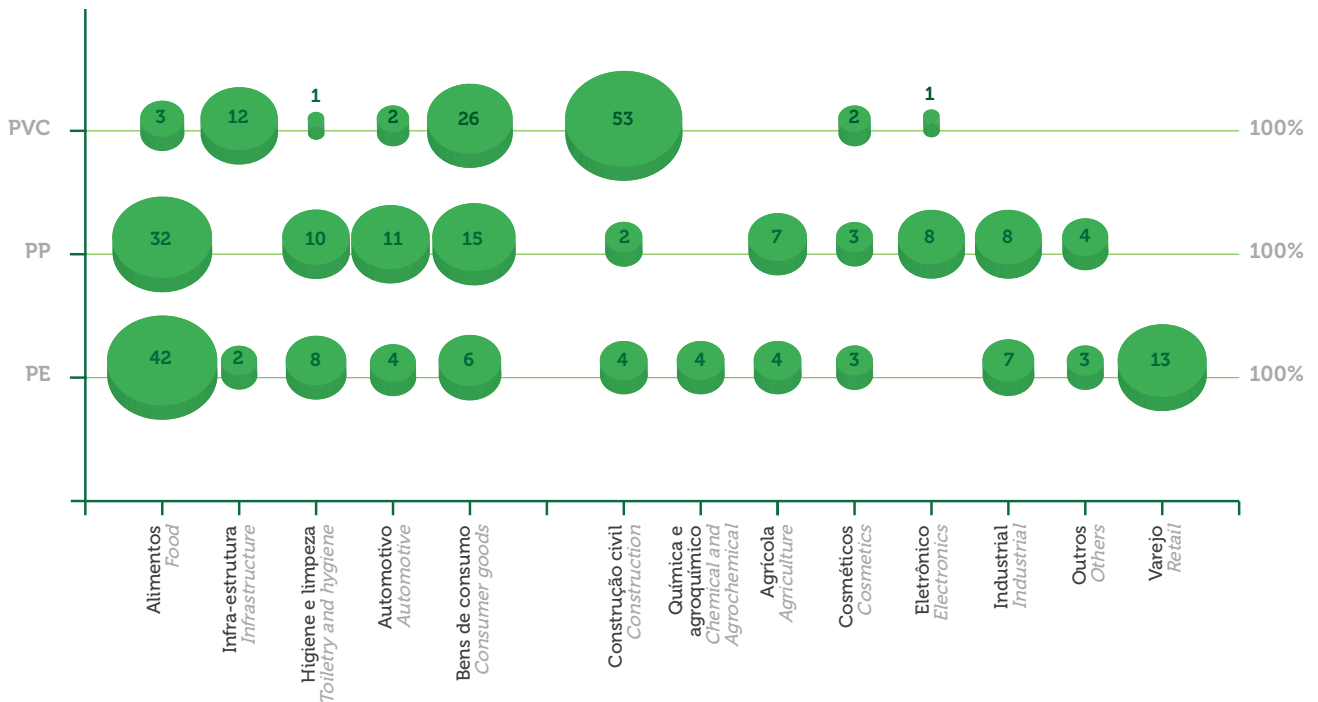 1
1
3
12
2
26
53
2
PVC
100%
32
10
11
15
2
7
3
8
8
4
PP
100%
42
2
8
4
6
4
4
4
3
7
3
13
PE
100%
Alimentos
Food
Infra-estrutura
Infrastructure
Higiene e limpeza
Toiletry and hygiene
Automotivo
Automotive
Bens de consumo
Consumer goods
Construção civil
Construction
Química e
agroquímico
Chemical and
Agrochemical
Agrícola
Agriculture
Cosméticos
Cosmetics
Eletrônico
Electronics
Industrial
Industrial
Outros
Others
Varejo
Retail